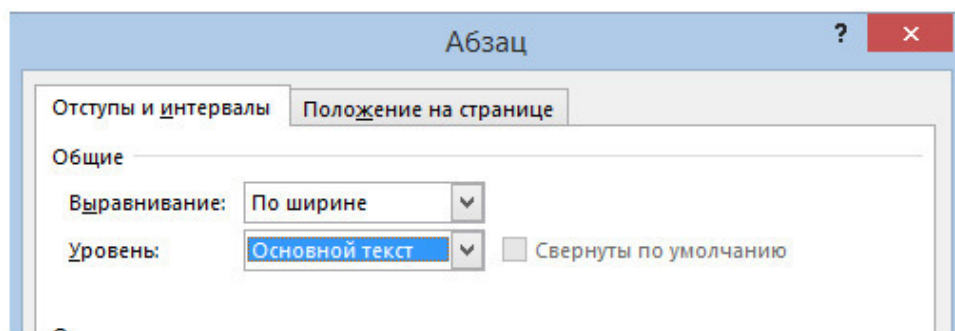 Абзац ?
Отступы и интервалы Положение на странице
Общие
Выравнивание: По ширине
Уровень: Основной текст Свернуты по умолчанию